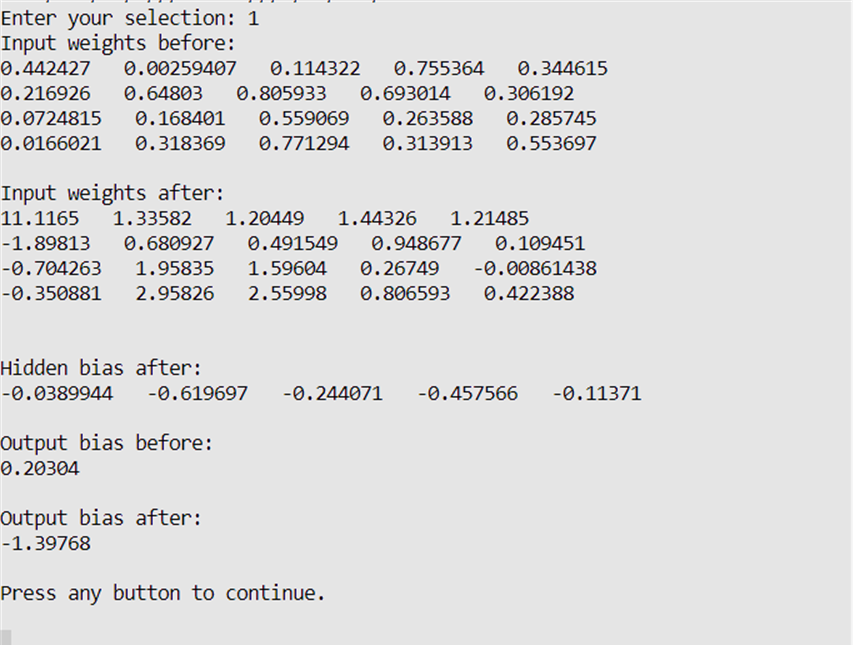 Enter your selection: 1
Input weights before:
0.442427 0.00259407 0.114322 0.755364 0.344615
0.216926 0.64803 0.805933 0.693014 0.306192
0.0724815 0.168401 0.559069 0.263588 0.285745
0.0166021 0.318369 0.771294 0.313913 0.553697
Input weights after:
11.1165 1.33582 1.20449 1.44326 1.21485
-1.89813 0.680927 0.491549 0.948677 0.109451
-0.704263 1.95835 1.59604 0.26749 -0.00861438
-0.350881 2.95826 2.55998 0.806593 0.422388
Hidden bias after:
-0.0389944 -0.619697 -0.244071 -0.457566 -0.11371
Output bias before:
0.20304
Output bias after:
-1.39768
Press any button to continue.